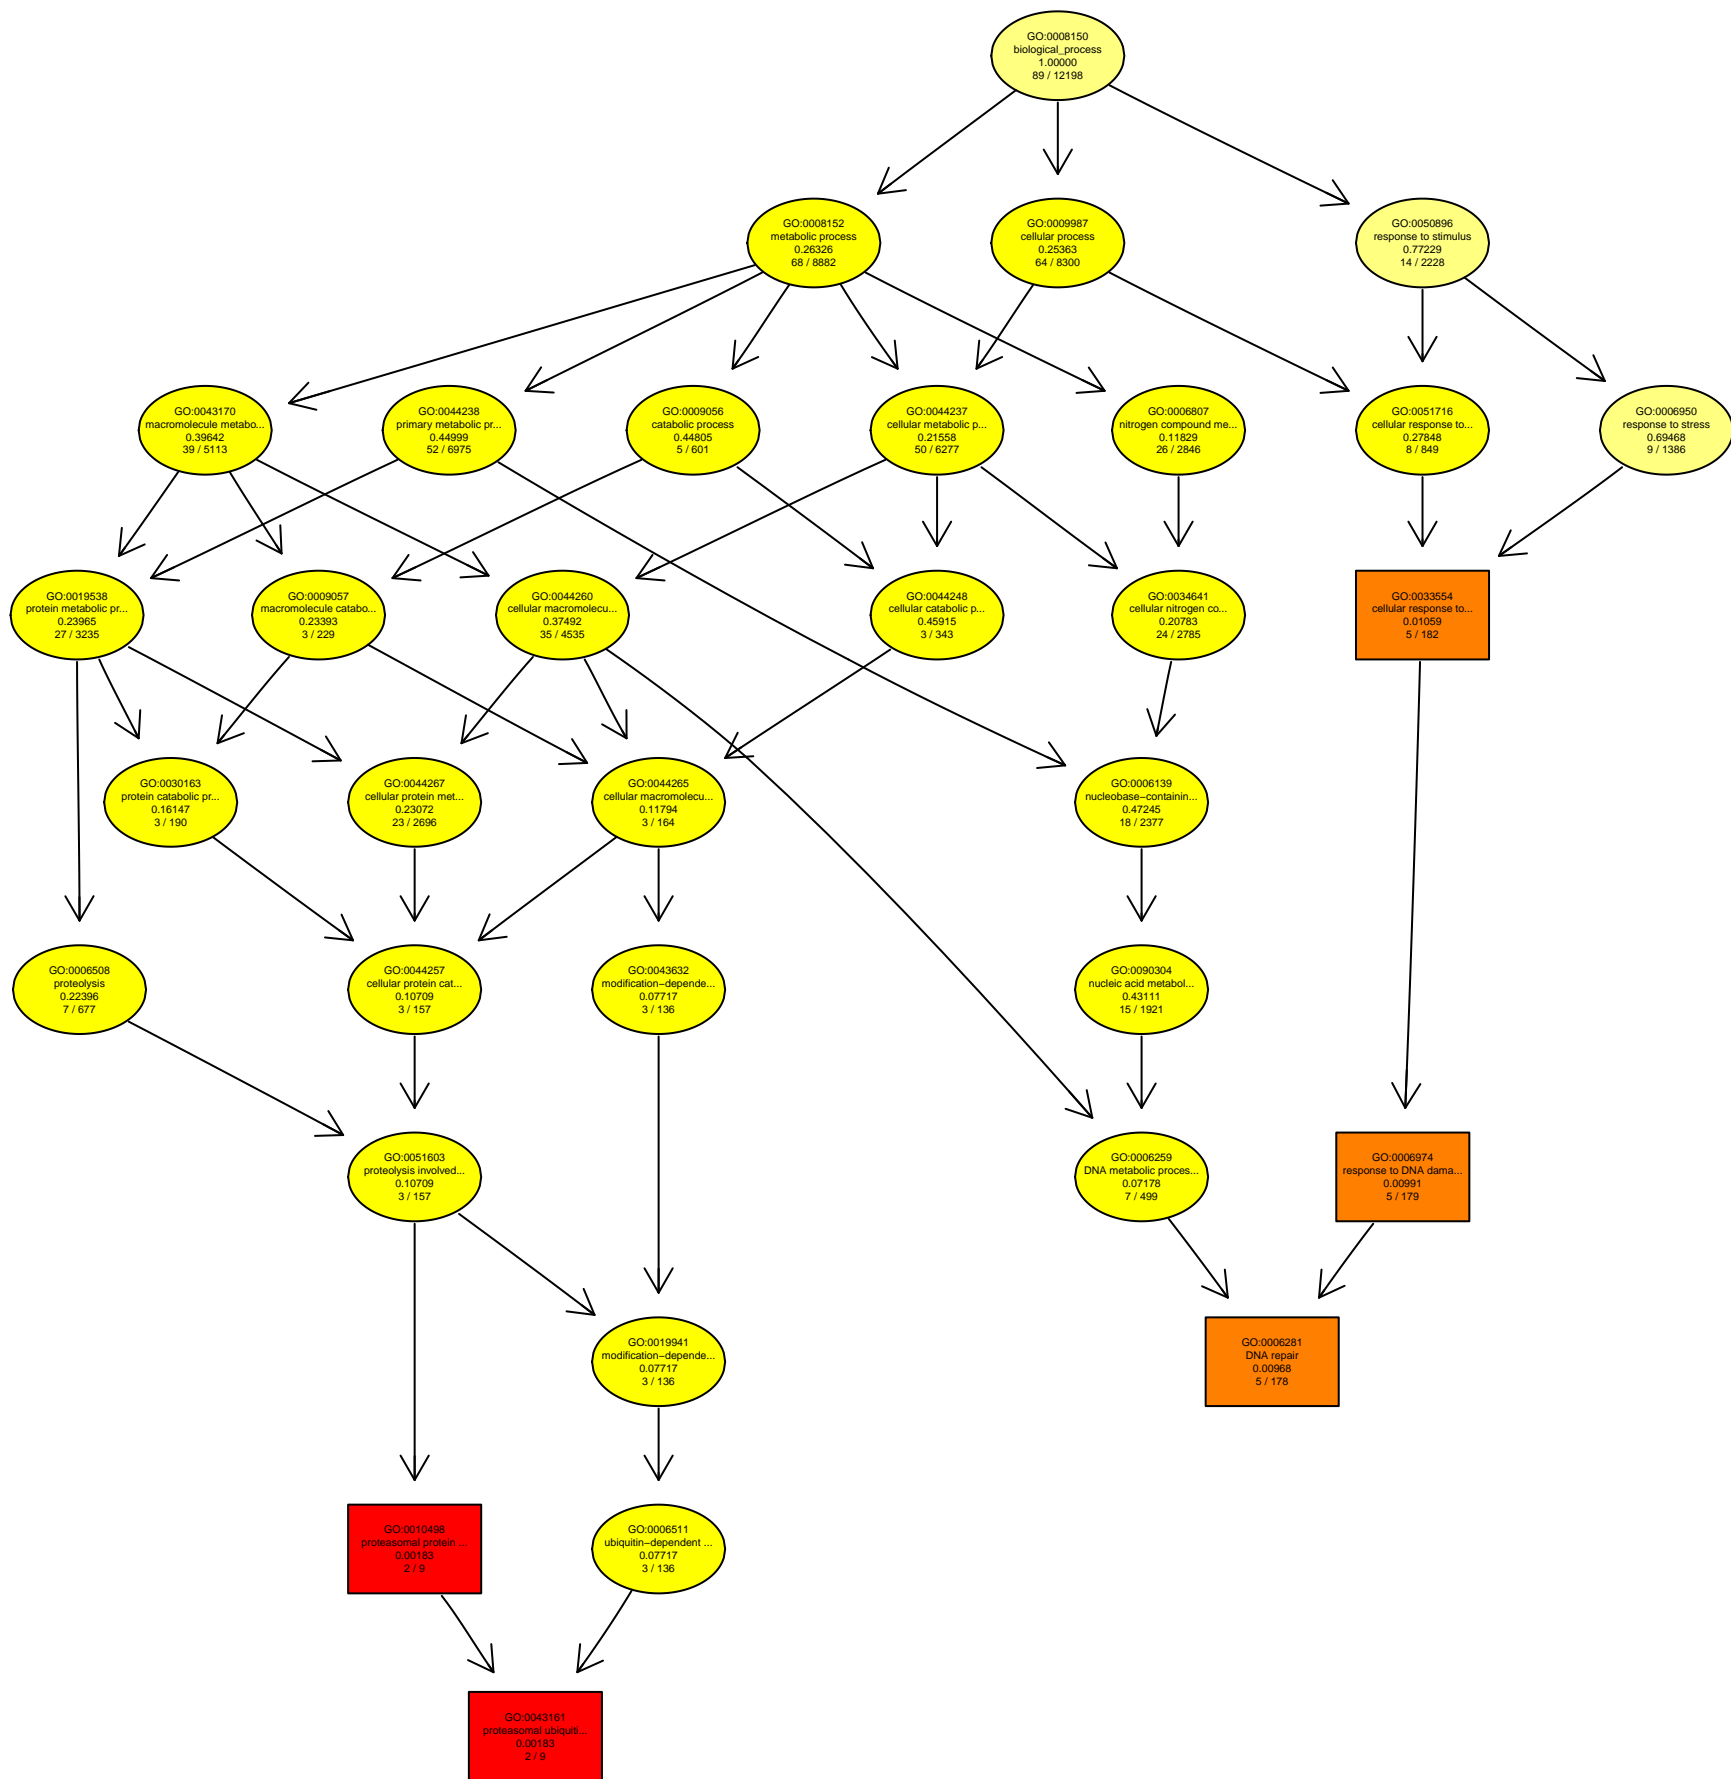 GO:0008150
biological_process
1.00000
89 / 12198
GO:0008152
metabolic process
0.26326
68 / 8882
GO:0009987
cellular process
0.25363
64 / 8300
GO:0050896
response to stimulus
0.77229
14 / 2228
GO:0043170
macromolecule metabo...
0.39642
39 / 5113
GO:0044238
primary metabolic pr...
0.44999
52 / 6975
GO:0009056
catabolic process
0.44805
5 / 601
GO:0044237
cellular metabolic p...
0.21558
50 / 6277
GO:0006807
nitrogen compound me...
0.11829
26 / 2846
GO:0051716
cellular response to...
0.27848
8 / 849
GO:0006950
response to stress
0.69468
9 / 1386
GO:0019538
protein metabolic pr...
0.23965
27 / 3235
GO:0009057
macromolecule catabo...
0.23393
3 / 229
GO:0044260
cellular macromolecu...
0.37492
35 / 4535
GO:0044248
cellular catabolic p...
0.45915
3 / 343
GO:0034641
cellular nitrogen co...
0.20783
24 / 2785
GO:0033554
cellular response to...
0.01059
5 / 182
GO:0030163
protein catabolic pr...
0.16147
3 / 190
GO:0044267
cellular protein met...
0.23072
23 / 2696
GO:0044265
cellular macromolecu...
0.11794
3 / 164
GO:0006139
nucleobase−containin...
0.47245
18 / 2377
GO:0006508
proteolysis
0.22396
7 / 677
GO:0044257
cellular protein cat...
0.10709
3 / 157
GO:0043632
modification−depende...
0.07717
3 / 136
GO:0090304
nucleic acid metabol...
0.43111
15 / 1921
GO:0051603
proteolysis involved...
0.10709
3 / 157
GO:0006259
DNA metabolic proces...
0.07178
7 / 499
GO:0006974
response to DNA dama...
0.00991
5 / 179
GO:0019941
modification−depende...
0.07717
3 / 136
GO:0006281
DNA repair
0.00968
5 / 178
GO:0010498
proteasomal protein ...
0.00183
2 / 9
GO:0006511
ubiquitin−dependent ...
0.07717
3 / 136
GO:0043161
proteasomal ubiquiti...
0.00183
2 / 9